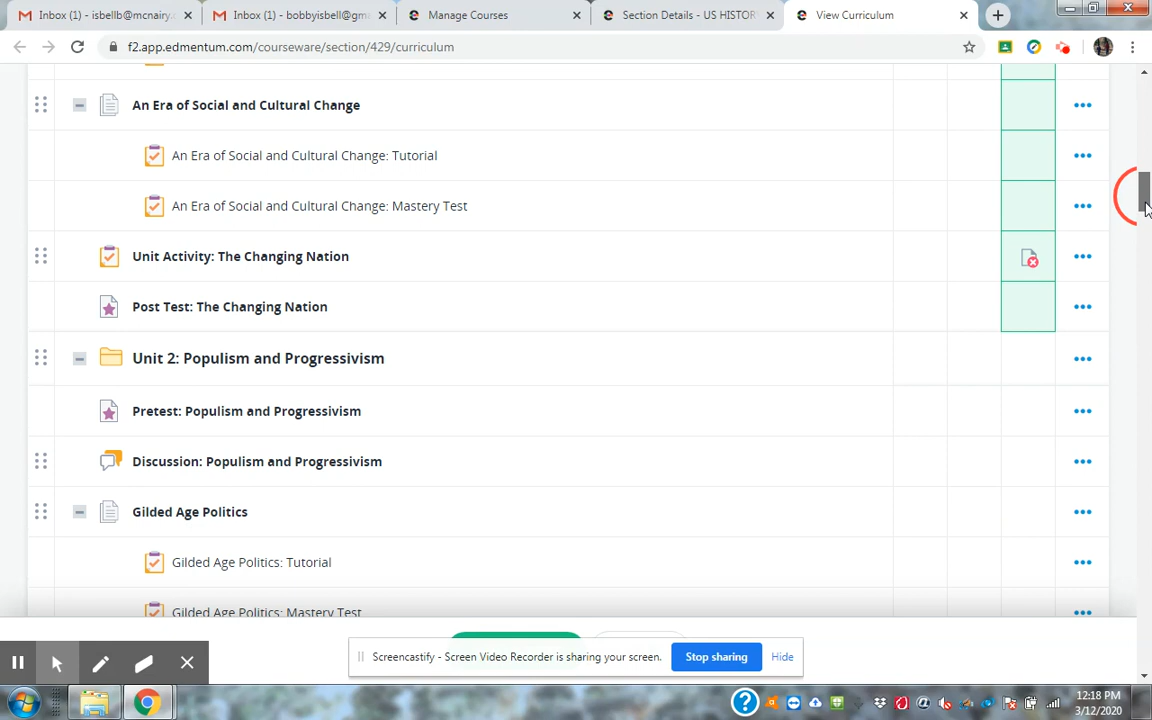 Inbox (1) - isbellb@mcnairy.
Inbox (1) - bobbyisbell@gm
Manage Courses
Section Details - US HISTOR
View Curriculum
f2.app.edmentum.com/courseware/section/429/curriculum
An Era of Social and Cultural Change
An Era of Social and Cultural Change: Tutorial
An Era of Social and Cultural Change: Mastery Test
Unit Activity: The Changing Nation
Post Test: The Changing Nation
Unit 2: Populism and Progressivism
Pretest: Populism and Progressivism
Discussion: Populism and Progressivism
Gilded Age Politics
Gilded Age Politics: Tutorial
Gilded Age Politics: Mastery Test
Screencastify - Screen Video Recorder is sharing your screen.
Stop sharing
Hide
12:18 PM
3/12/2020